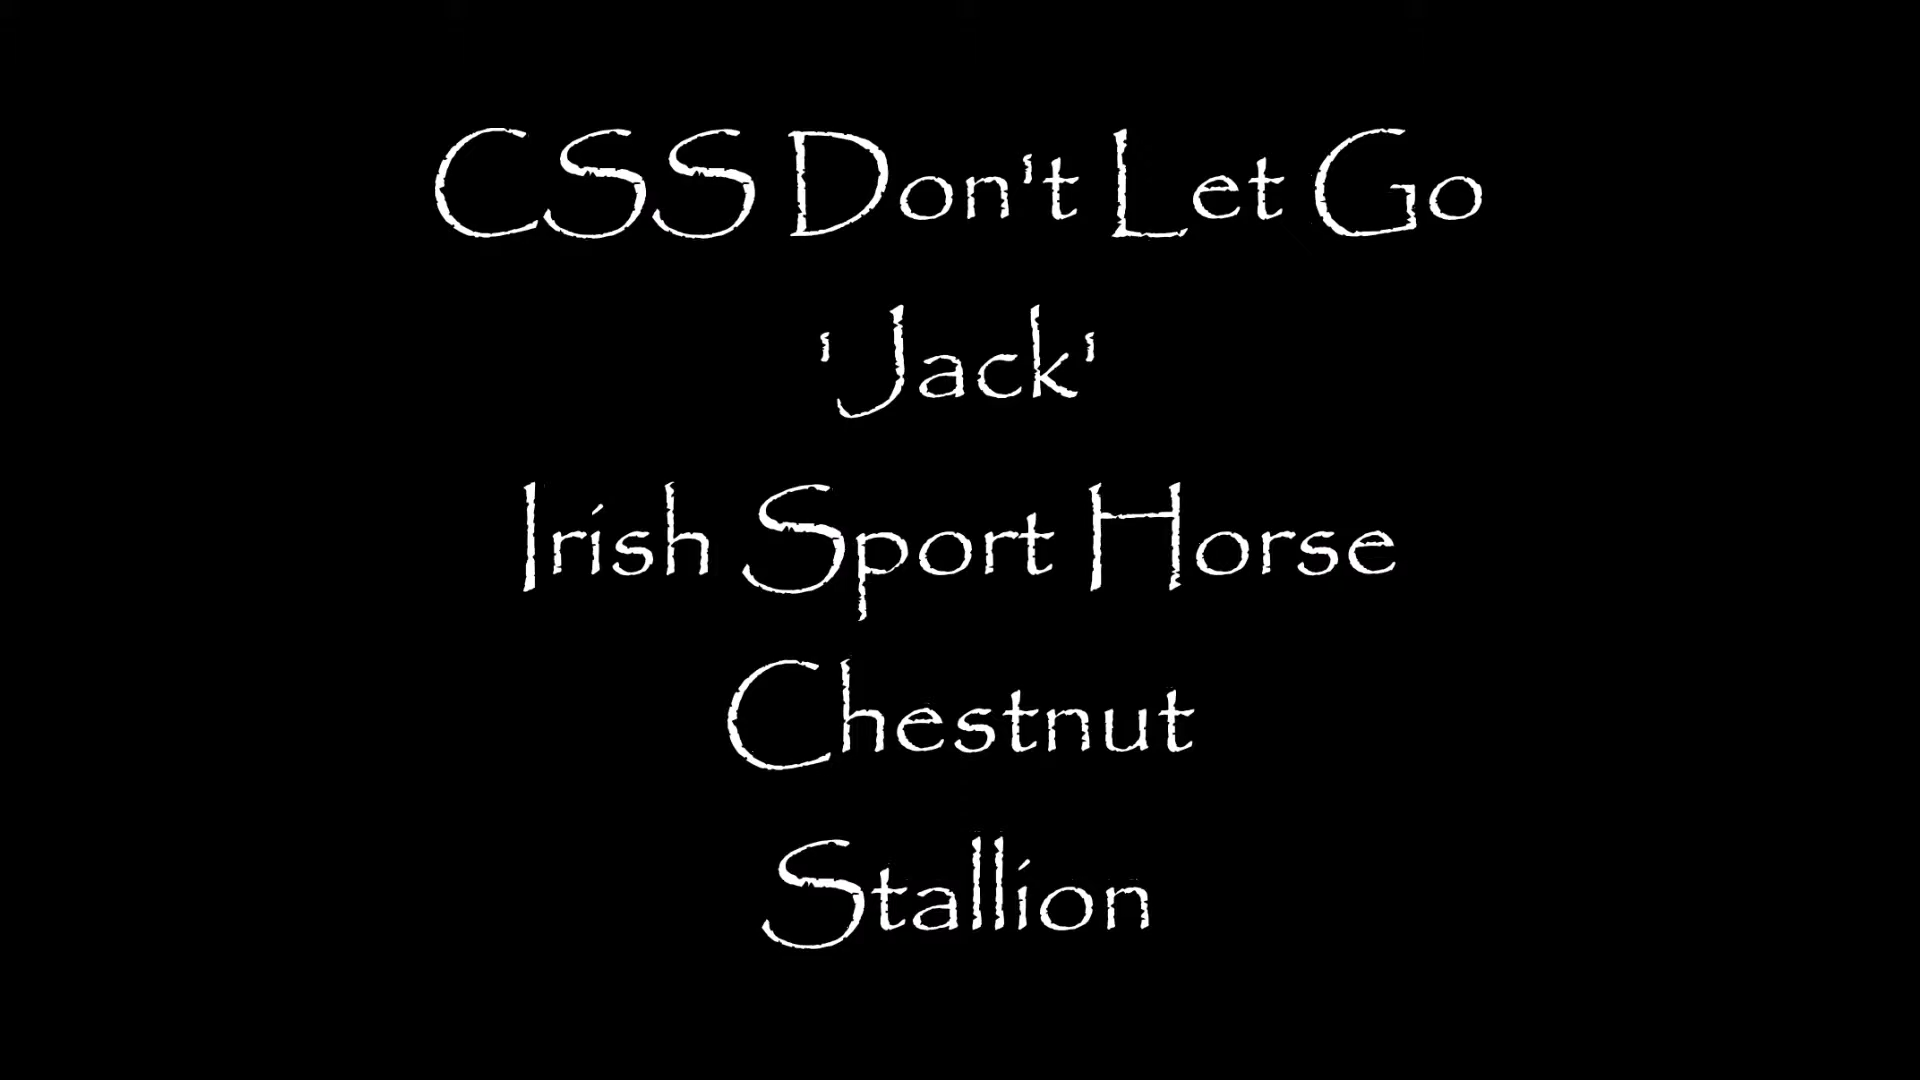 CSS Don't Let Go
'Jack'
Irish Sport Horse
Chestnut
Stallion